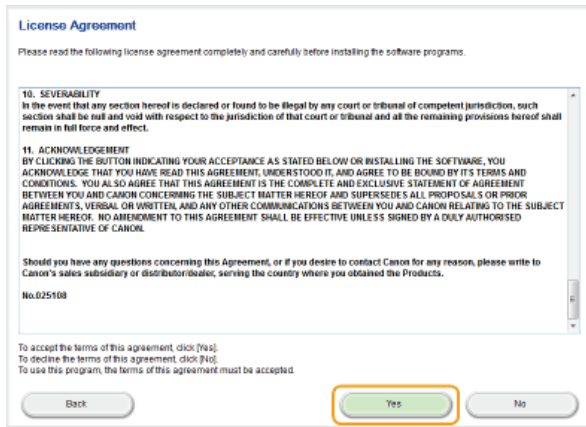 License Agreement
Please read the following license agreement completely and carefully before installing the software programs.
10. SEVERABILITY
In the event that any section hereof is declared or found to be illegal by any court or tribunal of competent jurisdiction, such
section shall be null and void with respect to the jurisdiction of that court or tribunal and all the remaining provisions hereof shall
remain in full force and effect.
11. ACKNOWLEDGEMENT
BY CLICKING THE BUTTON INDICATING YOUR ACCEPTANCE AS STATED BELOW OR INSTALLING THE SOFTWARE, YOU
ACKNOWLEDGE THAT YOU HAVE READ THIS AGREEMENT, UNDERSTOOD IT, AND AGREE TO BE BOUND BY ITS TERMS AND
CONDITIONS. YOU ALSO AGREE THAT THIS AGREEMENT IS THE COMPLETE AND EXCLUSIVE STATEMENT OF AGREEMENT
BETWEEN YOU AND CANON CONCERNING THE SUBJECT MATTER HEREOF AND SUPERSEDES ALL PROPOSALS OR PRIOR
AGREEMENTS, VERBAL OR WRITTEN, AND ANY OTHER COMMUNICATIONS BETWEEN YOU AND CANON RELATING TO THE SUBJECT
MATTER HEREOF. NO AMENDMENT TO THIS AGREEMENT SHALL BE EFFECTIVE UNLESS SIGNED BY A DULY AUTHORISED
REPRESENTATIVE OF CANON.
Should you have any questions concerning this Agreement, or if you desire to contact Canon for any reason, please write to
Canon's sales subsidiary or distributor/dealer, serving the country where you obtained the Products.
No.025108
To accept the terms of this agreement, click [Yes].
To decline the terms of this agreement, click [No].
To use this program, the terms of this agreement must be accepted.
Back
Yes
No